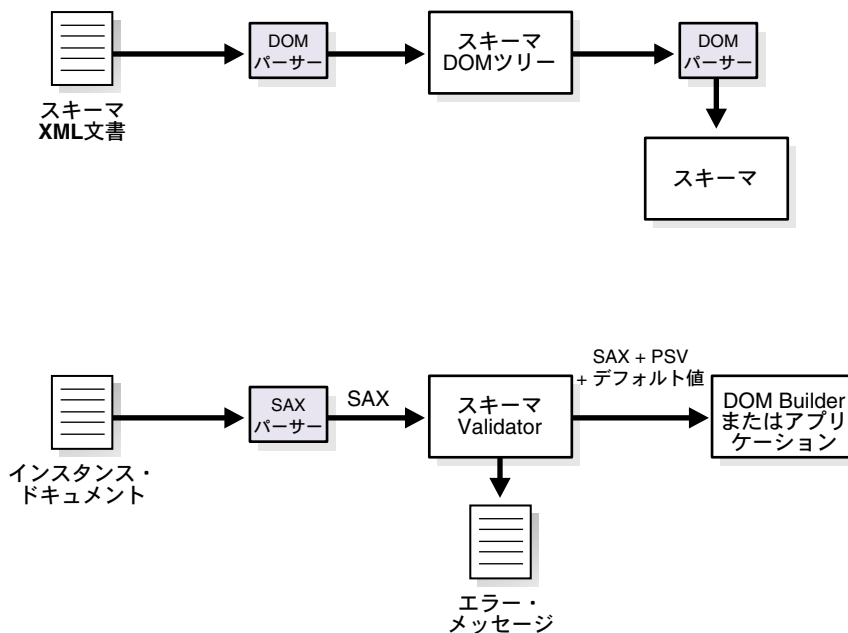 スキーマ
XML文書
DOM
パーサー
スキーマ
DOMツリー
DOM
パーサー
スキーマ
インスタンス・
ドキュメント
SAX
パーサー
SAX
スキーマ
Validator
SAX + PSV
+ デフォルト値
DOM Builder
またはアプリ
ケーション
エラー・
メッセージ